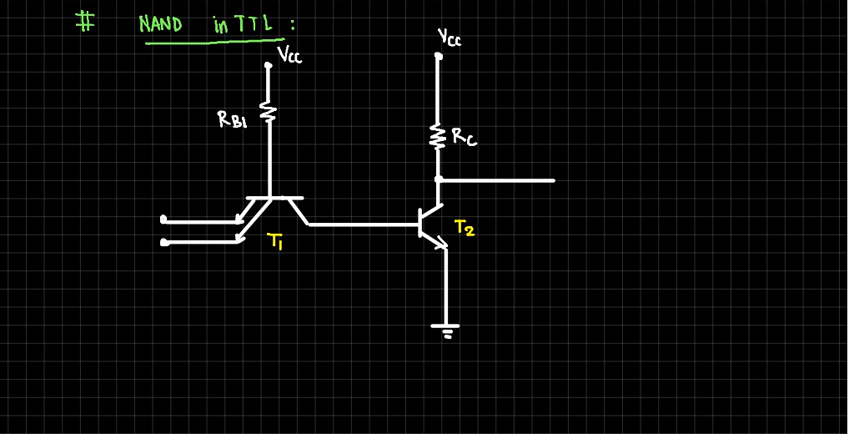 # NAND in TTL :
Vcc
Vcc
RB1
RC
T1
T2